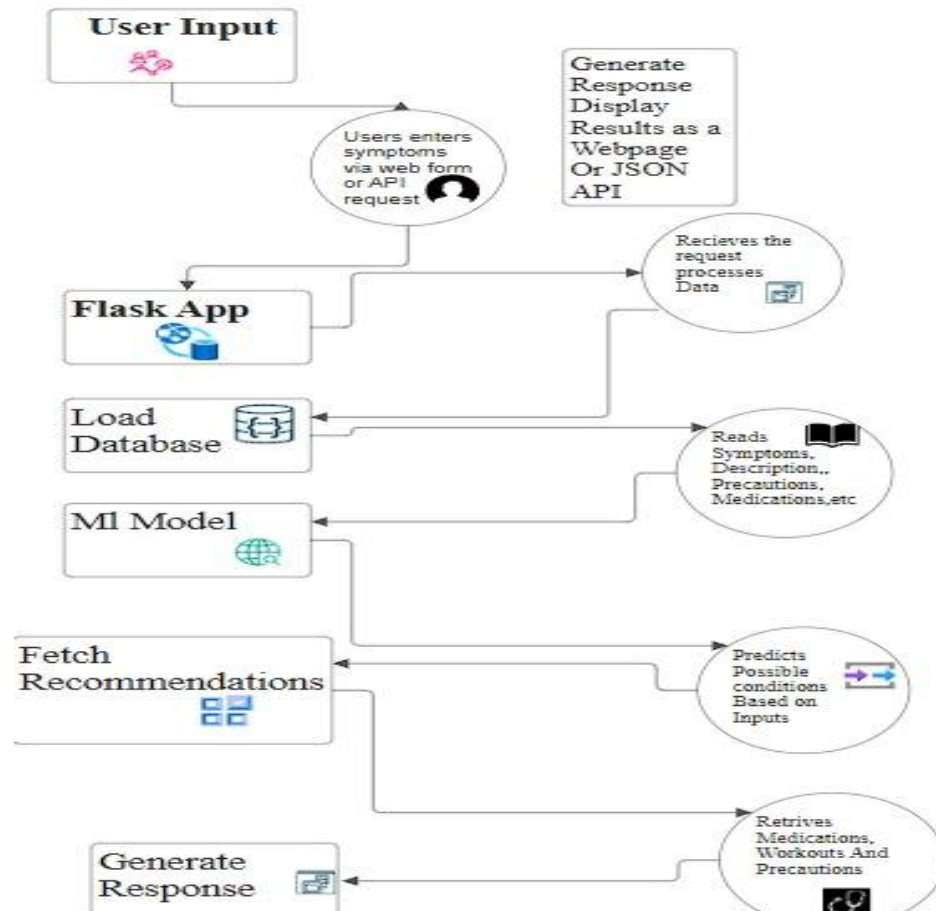 User Input
Generate
Response
Display
Results as a
Webpage
Or JSON
API
Users enters
symptoms
via web form
or API
request
Recieves the
request
processes
Data
Flask App
Load
Database
Reads
Symptoms,
Description,,
Precautions,
Medications,etc
Ml Model
Fetch
Recommendations
Predicts
Possible
conditions
Based on
Inputs
Retrives
Medications,
Workouts And
Precautions
Generate
Response